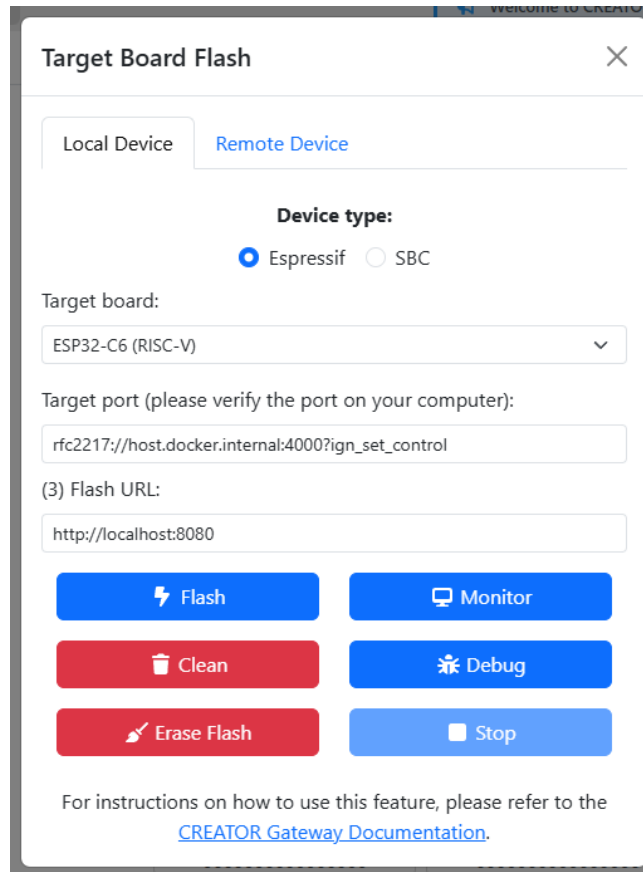 Welcome to CREATO
Target Board Flash
Local Device
Remote Device
Device type:
Espressif
SBC
Target board:
ESP32-C6 (RISC-V)
Target port (please verify the port on your computer):
rfc2217://host.docker.internal:4000?ign_set_control
(3) Flash URL:
http://localhost:8080
Flash
Monitor
Clean
Debug
Erase Flash
Stop
For instructions on how to use this feature, please refer to the
CREATOR Gateway Documentation.